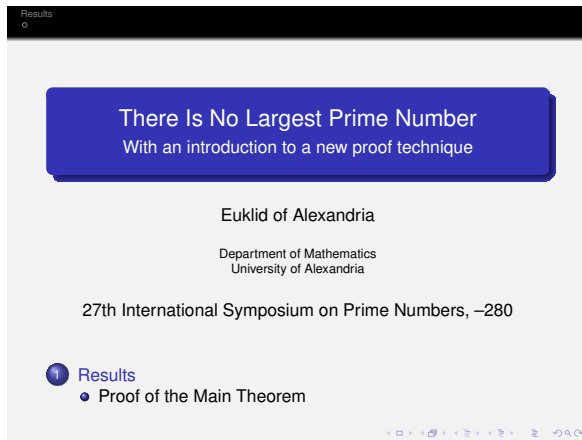 Results
There Is No Largest Prime Number
With an introduction to a new proof technique
Euklid of Alexandria
Department of Mathematics
University of Alexandria
27th International Symposium on Prime Numbers, –280
1 Results
Proof of the Main Theorem